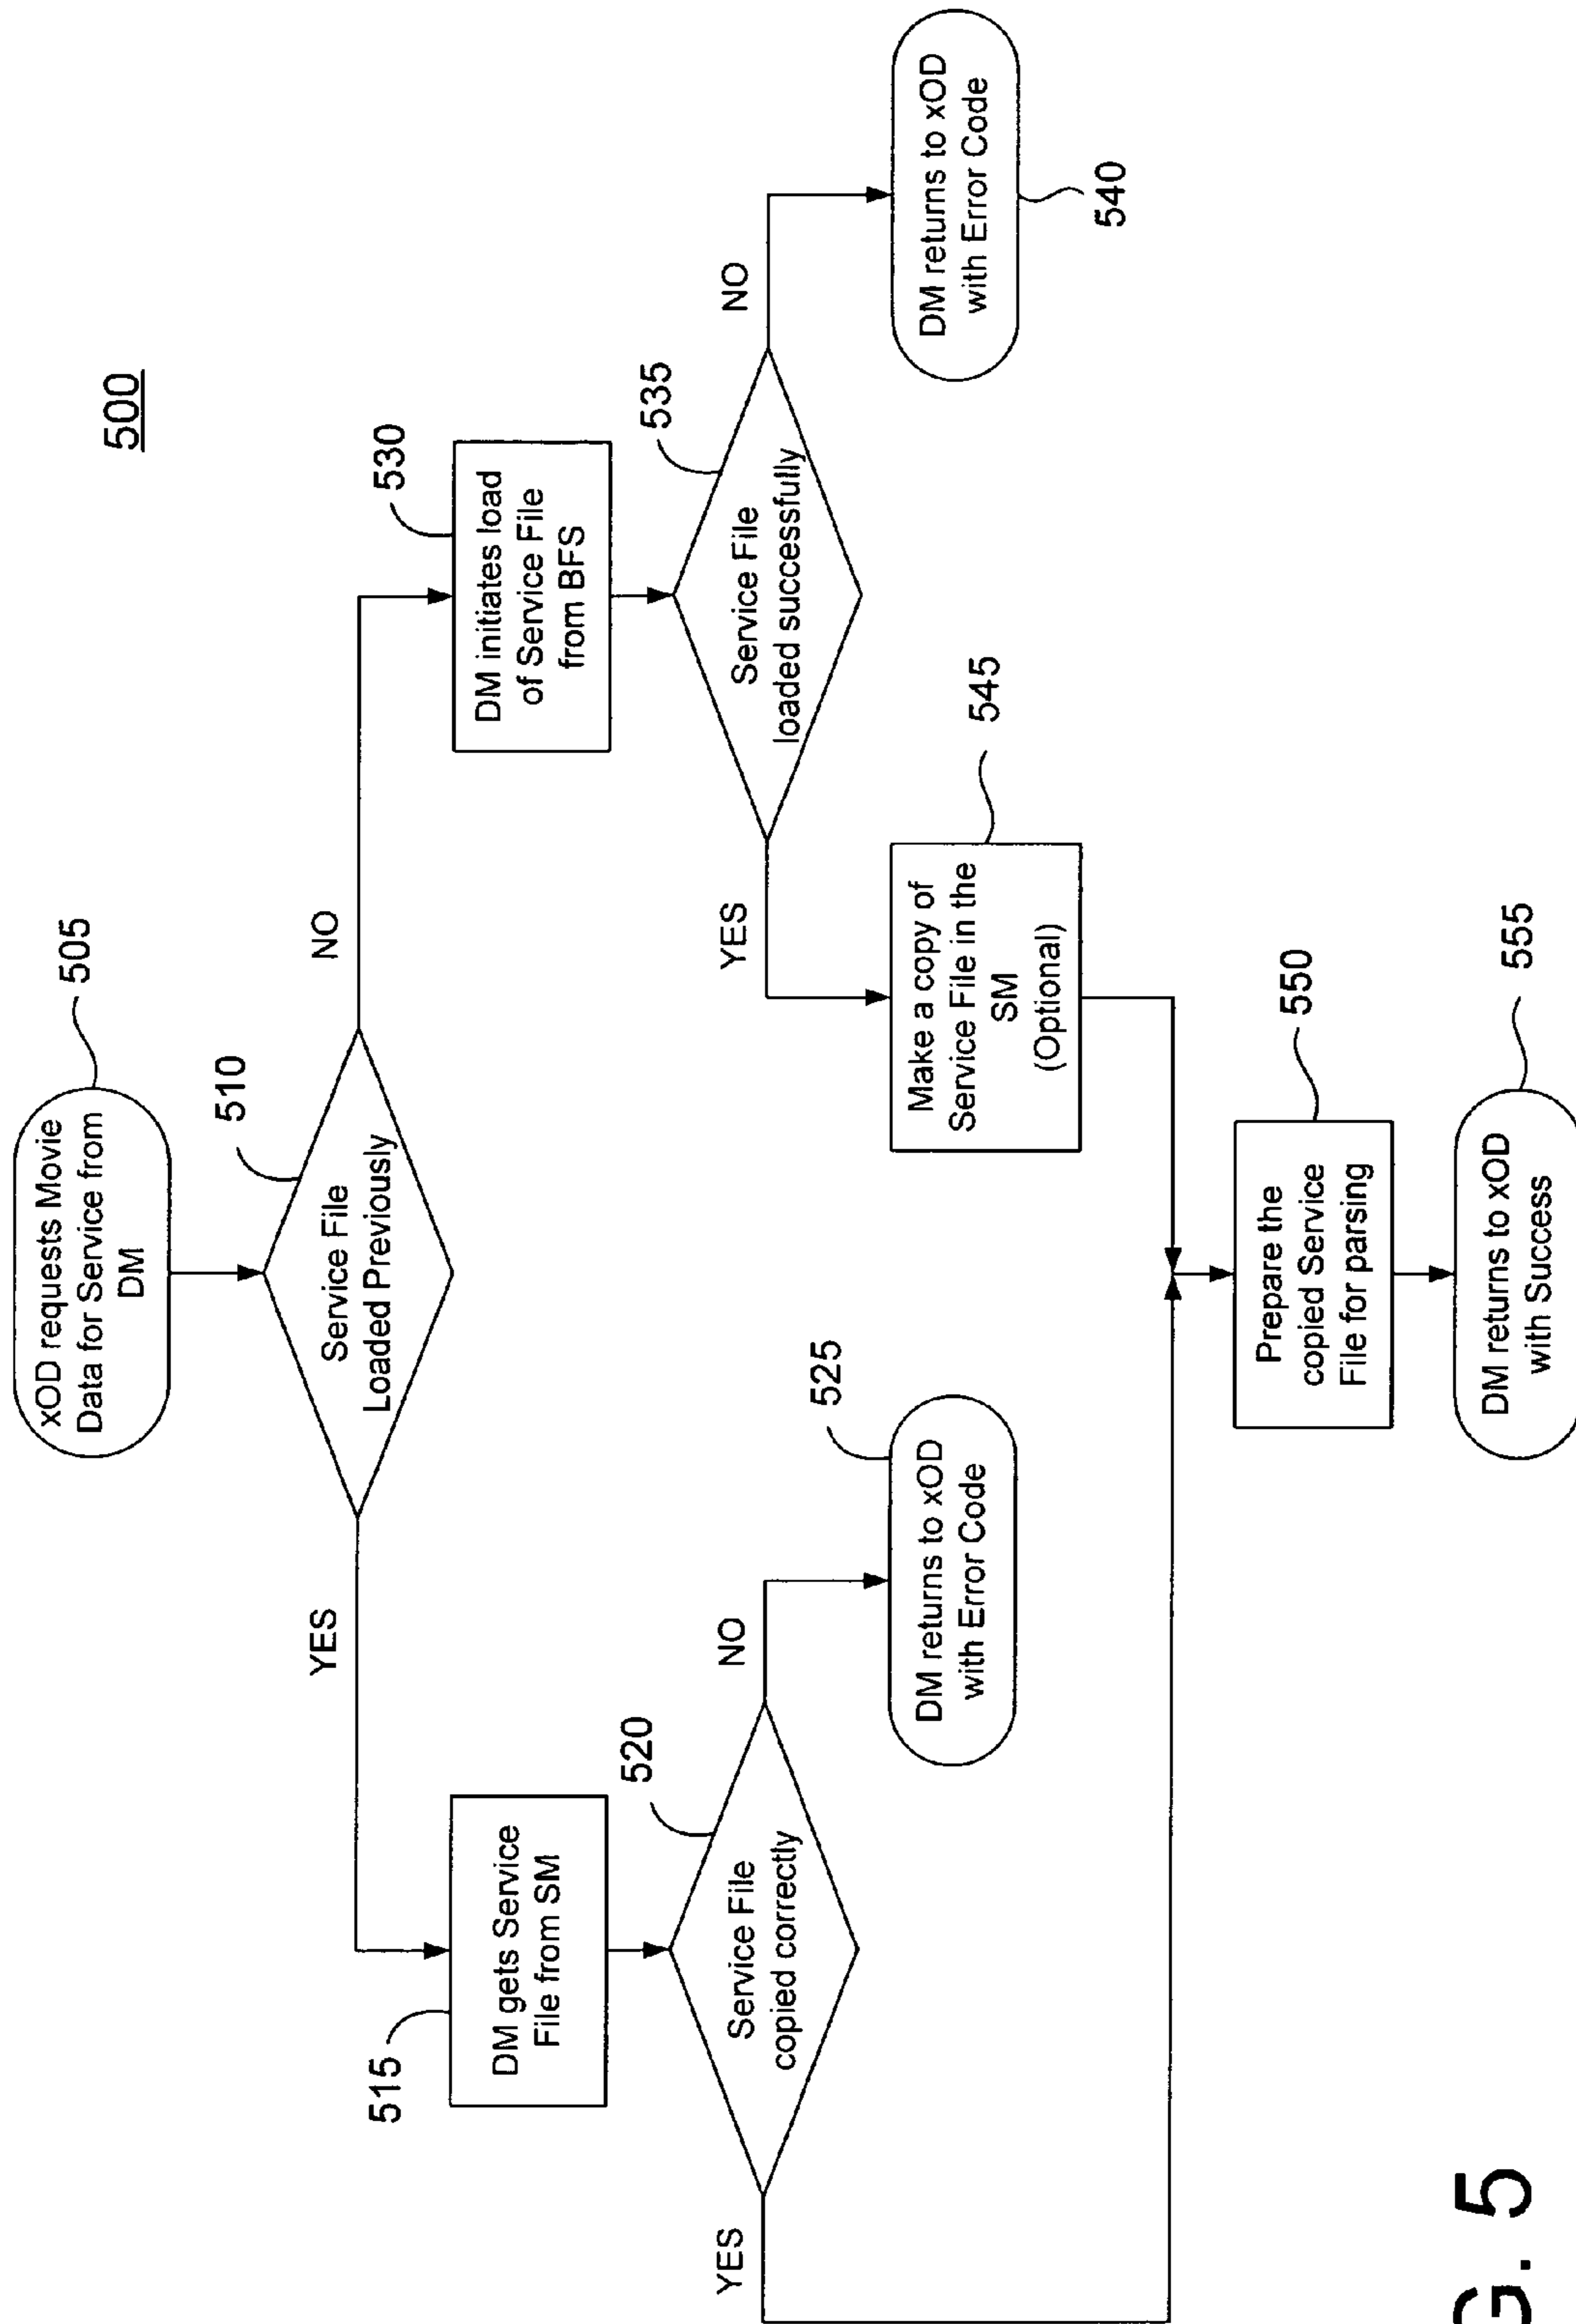 500
xOD requests Movie
Data for Service from
DM
505
510
Service File
Loaded Previously
YES
NO
515
DM gets Service
File from SM
530
DM initiates load
of Service File
from BFS
520
Service File
copied correctly
YES
NO
525
DM returns to xOD
with Error Code
535
Service File
loaded successfully
YES
NO
DM returns to xOD
with Error Code
540
545
Make a copy of
Service File in the
SM
(Optional)
550
Prepare the
copied Service
File for parsing
555
DM returns to xOD
with Success
G. 5